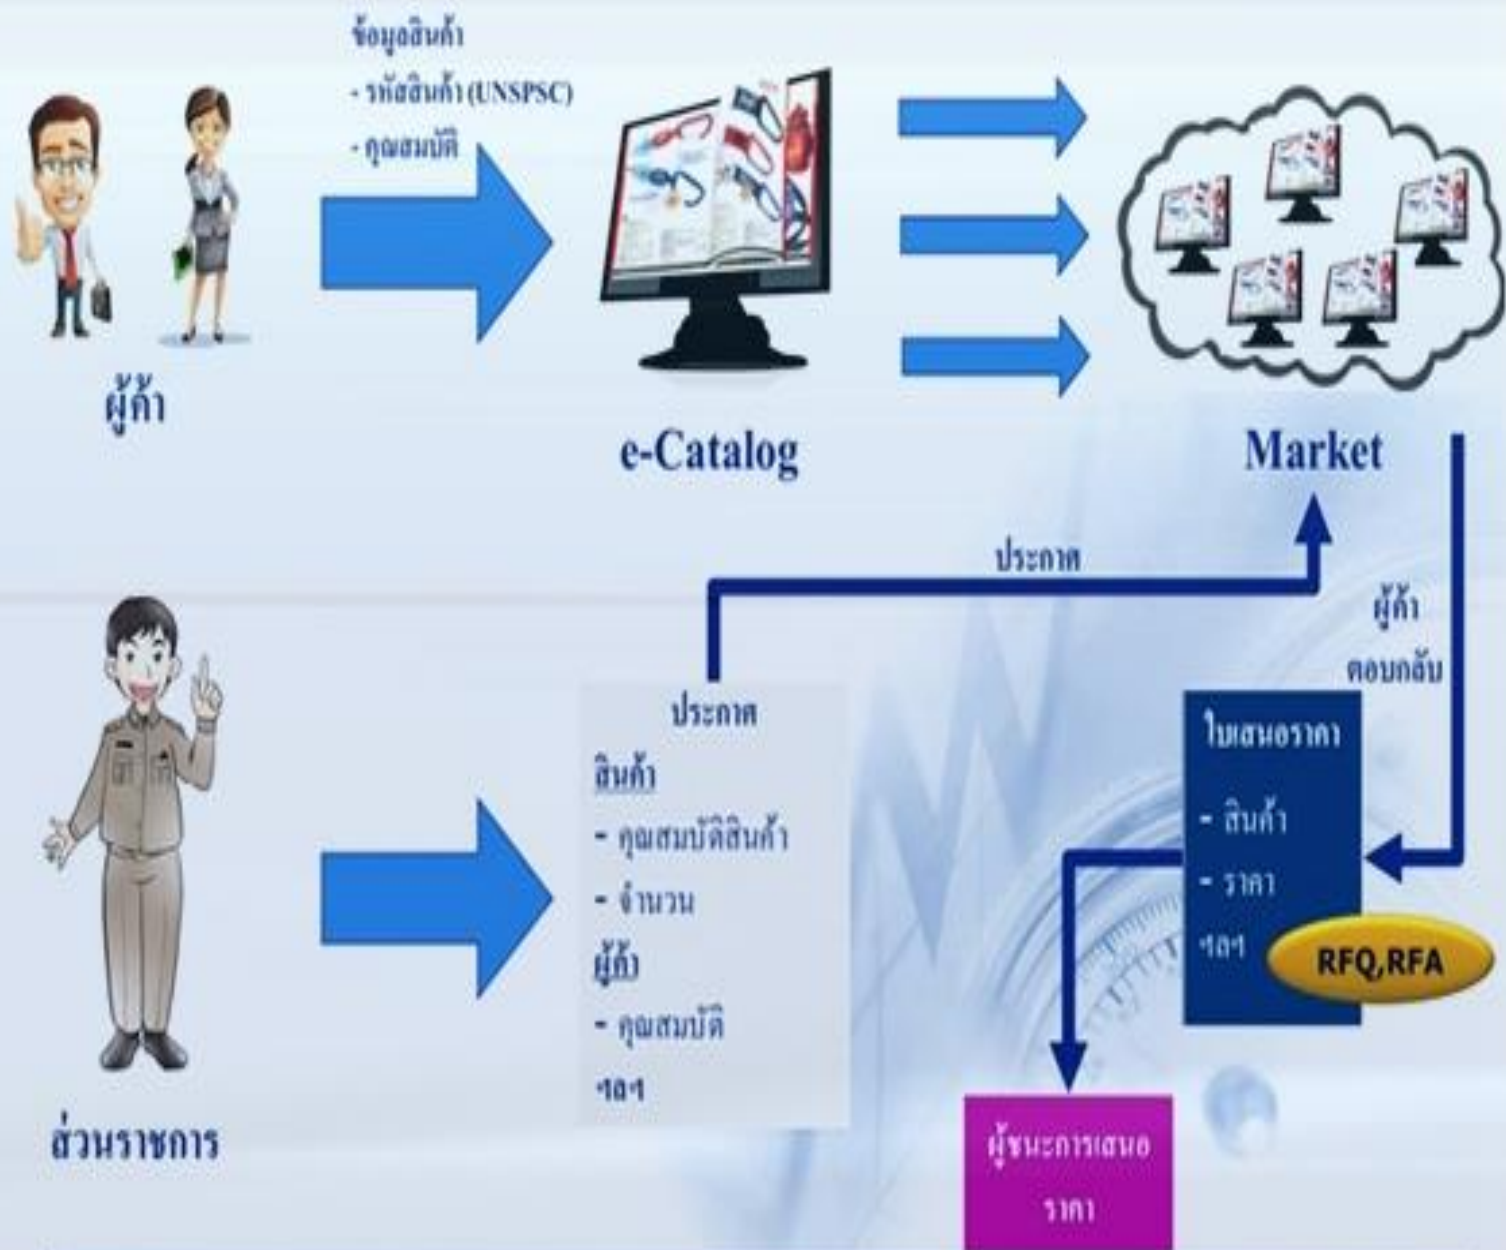 ข้อมูลสินค้า
- รหัสสินค้า (UNSPSC)
- คุณสมบัติ
ผู้ค้า
e-Catalog
Market
ประกาศ
ผู้ค้า
ตอบกลับ
ส่วนราชการ
ประกาศ
สินค้า
- คุณสมบัติสินค้า
- จำนวน
ผู้ค้า
- คุณสมบัติ
ฯลฯ
ใบเสนอราคา
- สินค้า
- ราคา
ฯลฯ
RFQ,RFA
ผู้ชนะการเสนอ
ราคา